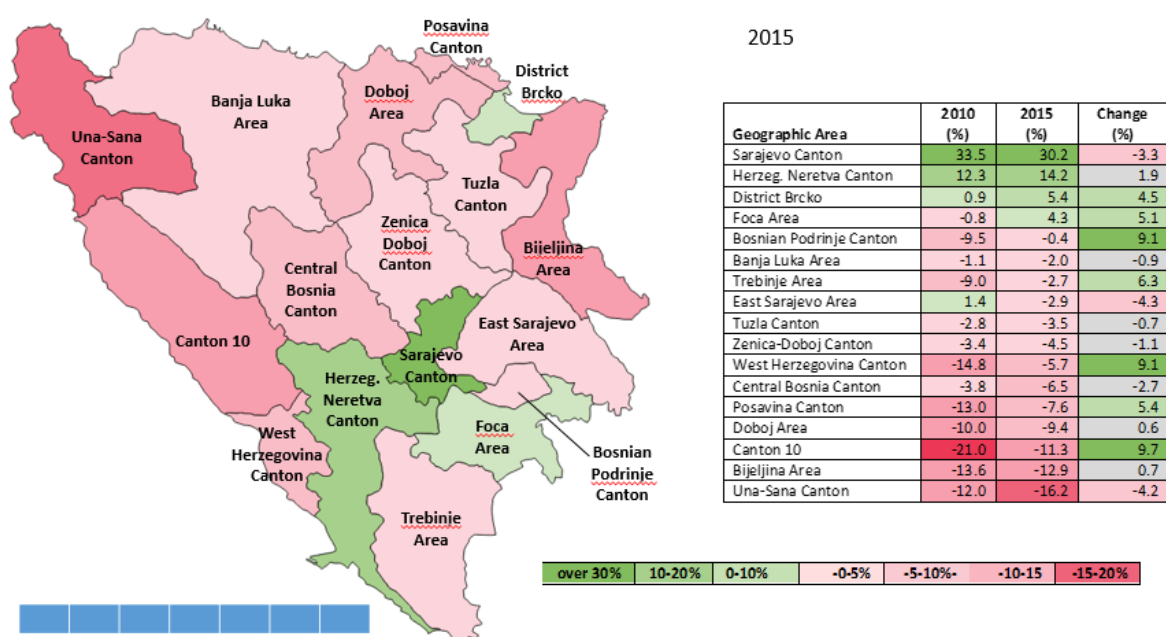 Posavina
Canton
District
Brcko
Banja Luka
Area
Doboj
Area
Una-Sana
Canton
Tuzla
Canton
Zenica
Doboj
Canton
Bijeljina
Area
Central
Bosnia
Canton
East Sarajevo
Area
Canton 10
Sarajevo
Canton
Herzeg.
Neretva
Canton
West
Herzegovina
Canton
Foca
Area
Bosnian
Podrinje
Canton
Trebinje
Area
2015
Geographic Area 2010 (%) 2015 (%) Change (%)
Sarajevo Canton 33.5 30.2 -3.3
Herzeg. Neretva Canton 12.3 14.2 1.9
District Brcko 0.9 5.4 4.5
Foca Area -0.8 4.3 5.1
Bosnian Podrinje Canton -9.5 -0.4 9.1
Banja Luka Area -1.1 -2.0 -0.9
Trebinje Area -9.0 -2.7 6.3
East Sarajevo Area 1.4 -2.9 -4.3
Tuzla Canton -2.8 -3.5 -0.7
Zenica-Doboj Canton -3.4 -4.5 -1.1
West Herzegovina Canton -14.8 -5.7 9.1
Central Bosnia Canton -3.8 -6.5 -2.7
Posavina Canton -13.0 -7.6 5.4
Doboj Area -10.0 -9.4 0.6
Canton 10 -21.0 -11.3 9.7
Bijeljina Area -13.6 -12.9 0.7
Una-Sana Canton -12.0 -16.2 -4.2
over 30% 10-20% 0-10% -0-5% -5-10%- -10-15 -15-20%